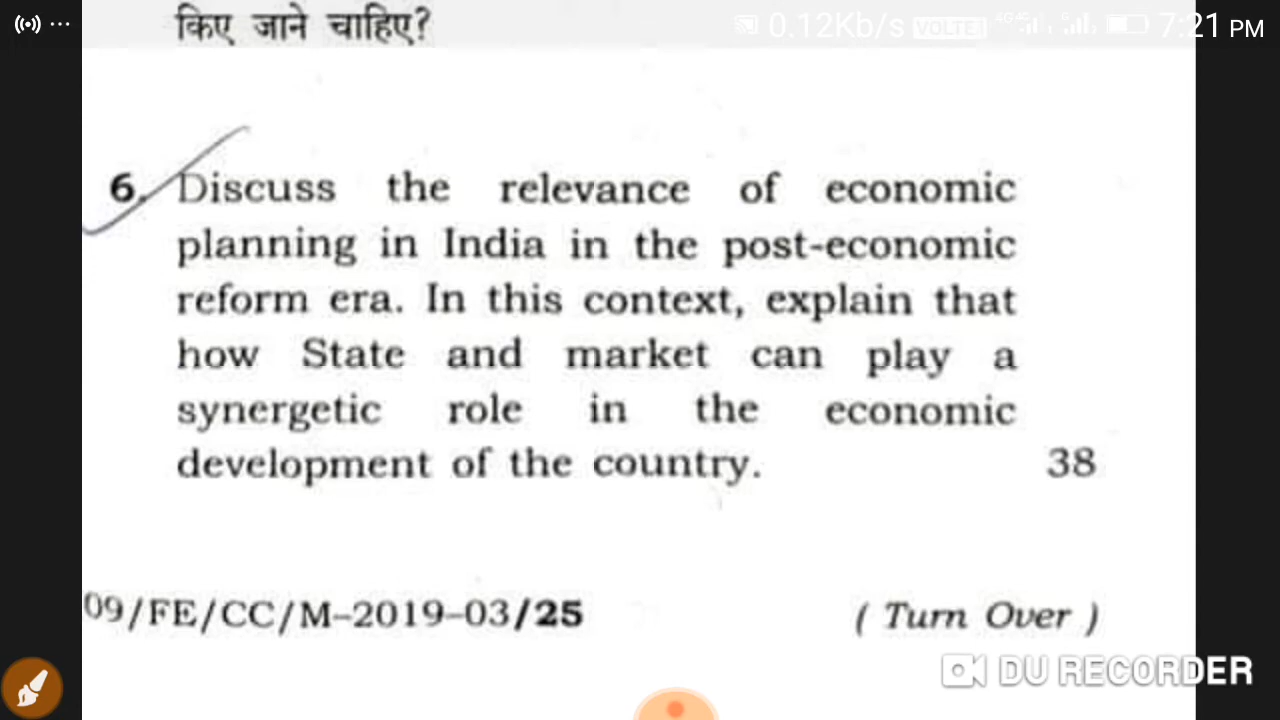 किए जाने चाहिए?
0.12Kb/s VOLTE 4G 7:21 PM
6. Discuss the relevance of economic
planning in India in the post-economic
reform era. In this context, explain that
how State and market can play a
synergetic role in the economic
development of the country. 38
09/FE/CC/M–2019–03/25 ( Turn Over )
DU RECORDER